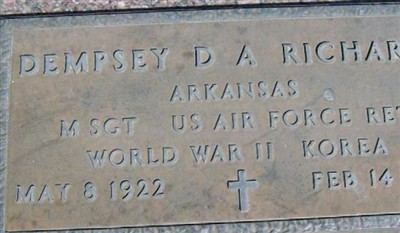 DEMPSEY D A RICHAR
ARKANSAS
M SGT US AIR FORCE RET
WORLD WAR II KOREA
MAY 8 1922 FEB 14